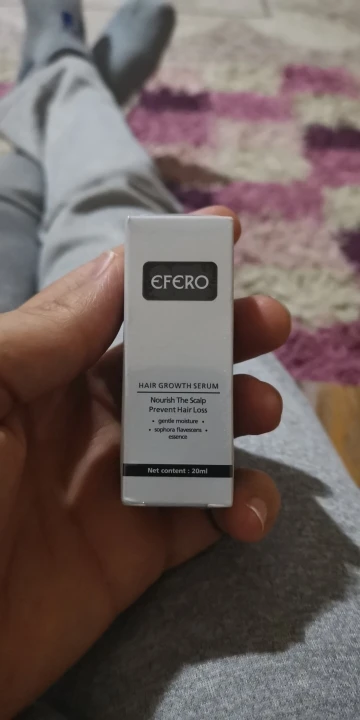 EFERO
HAIR GROWTH SERUM
Nourish The Scalp
Prevent Hair Loss
• gentle moisture •
• sophora flavescens •
essence
Net content : 20ml